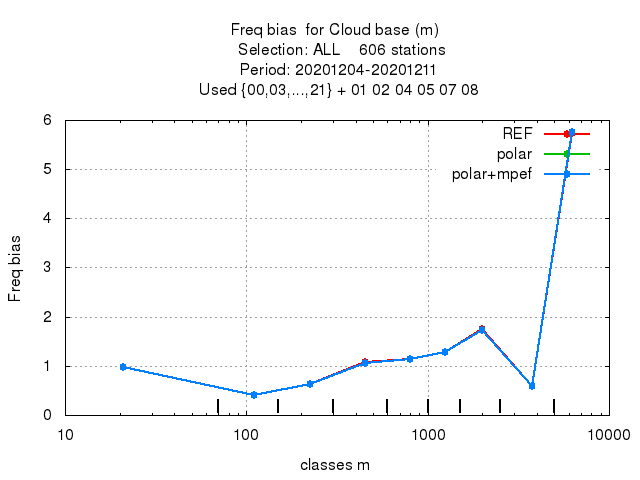 Freq bias  for Cloud base (m)
Selection: ALL    606 stations
Period: 20201204-20201211
Used {00,03,...,21} + 01 02 04 05 07 08
REF
polar
polar+mpef
Freq bias
6
5
4
3
2
1
0
10 100 1000 10000
classes m